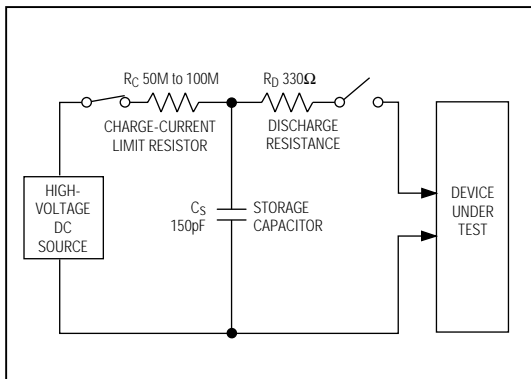 RC 50M to 100M
RD 330Ω
CHARGE-CURRENT
LIMIT RESISTOR
DISCHARGE
RESISTANCE
HIGH-
VOLTAGE
DC
SOURCE
CS
150pF
STORAGE
CAPACITOR
DEVICE
UNDER
TEST